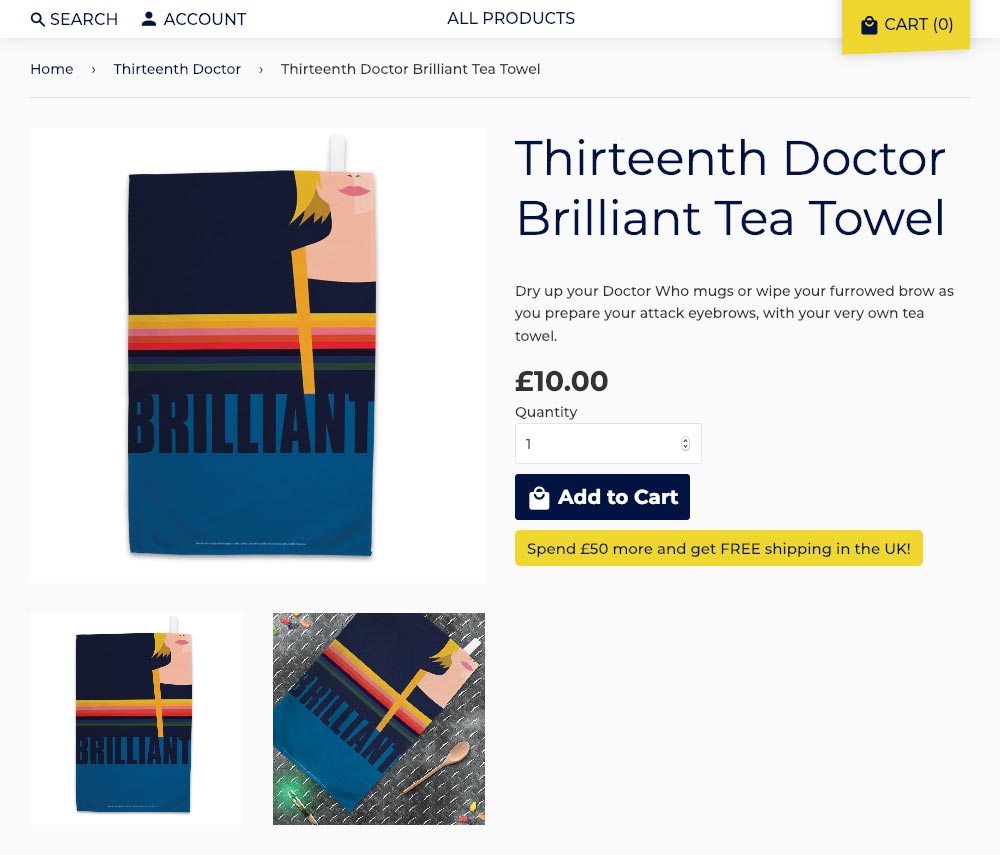 SEARCH
ACCOUNT
ALL PRODUCTS
CART (0)
Home › Thirteenth Doctor › Thirteenth Doctor Brilliant Tea Towel
BRILLIANT
Thirteenth Doctor
Brilliant Tea Towel
Dry up your Doctor Who mugs or wipe your furrowed brow as
you prepare your attack eyebrows, with your very own tea
towel.
£10.00
Quantity
1
Add to Cart
Spend £50 more and get FREE shipping in the UK!
BRILLIANT
BRILLIANT